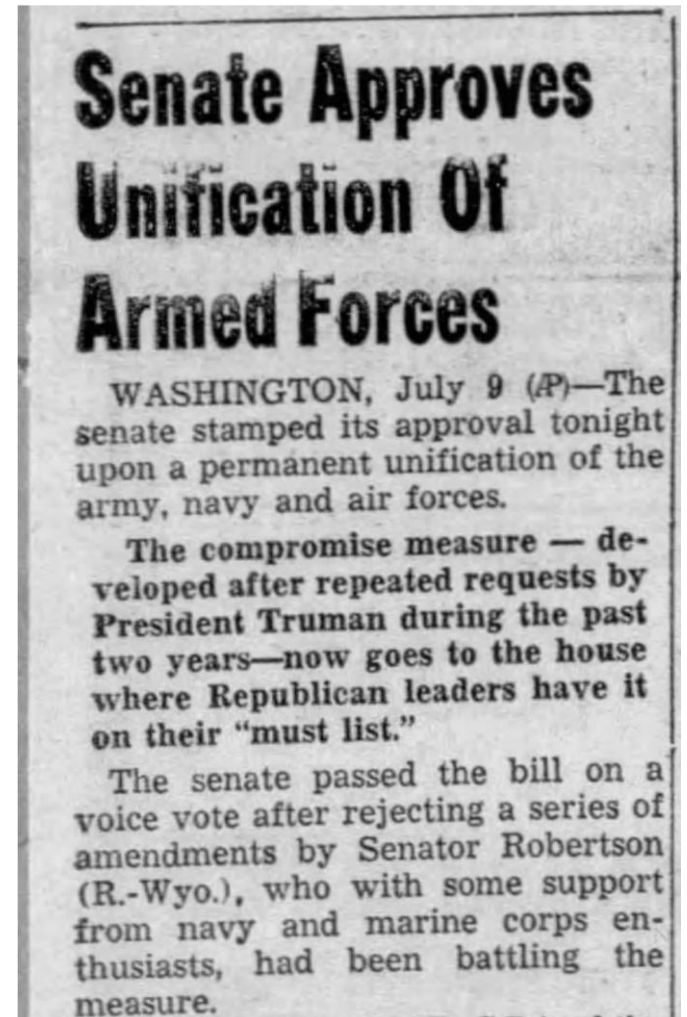 Senate Approves
Unification Of
Armed Forces
WASHINGTON, July 9 (AP)—The
senate stamped its approval tonight
upon a permanent unification of the
army, navy and air forces.
The compromise measure — de-
veloped after repeated requests by
President Truman during the past
two years—now goes to the house
where Republican leaders have it
on their “must list.”
The senate passed the bill on a
voice vote after rejecting a series of
amendments by Senator Robertson
(R.-Wyo.), who with some support
from navy and marine corps en-
thusiasts, had been battling the
measure.